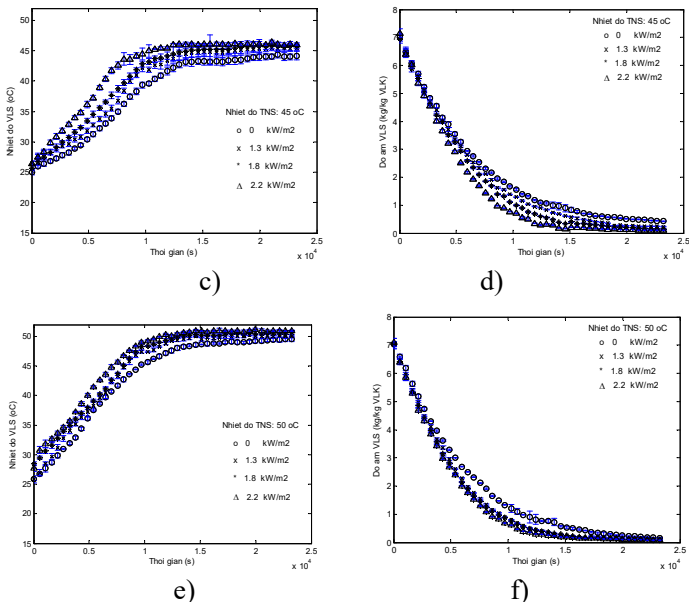 50
45
40
35
30
25
20
15
Nhiet do VLS (oC)
Nhiet do TNS: 45 oC
o 0 kW/m2
x 1.3 kW/m2
* 1.8 kW/m2
Δ 2.2 kW/m2
0 0.5 1 1.5 2 2.5
Thoi gian (s)
x 10 4
c)
8
7
6
5
4
3
2
1
0
Do am VLS (kg/kg VLK)
Nhiet do TNS: 45 oC
o 0 kW/m2
x 1.3 kW/m2
* 1.8 kW/m2
Δ 2.2 kW/m2
0 0.5 1 1.5 2 2.5
Thoi gian (s)
x 10 4
d)
50
45
40
35
30
25
20
15
Nhiet do VLS (oC)
Nhiet do TNS: 50 oC
o 0 kW/m2
x 1.3 kW/m2
* 1.8 kW/m2
Δ 2.2 kW/m2
0 0.5 1 1.5 2 2.5
Thoi gian (s)
x 10 4
e)
8
7
6
5
4
3
2
1
0
Do am VLS (kg/kg VLK)
Nhiet do TNS: 50 oC
o 0 kW/m2
x 1.3 kW/m2
* 1.8 kW/m2
Δ 2.2 kW/m2
0 0.5 1 1.5 2 2.5
Thoi gian (s)
x 10 4
f)